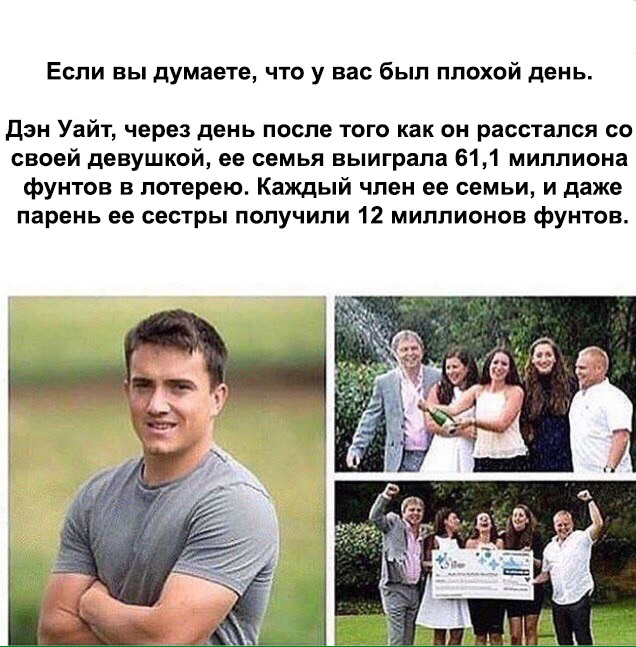 Если вы думаете, что у вас был плохой день.
Дэн Уайт, через день после того как он расстался со
своей девушкой, ее семья выиграла 61,1 миллиона
фунтов в лотерею. Каждый член ее семьи, и даже
парень ее сестры получили 12 миллионов фунтов.